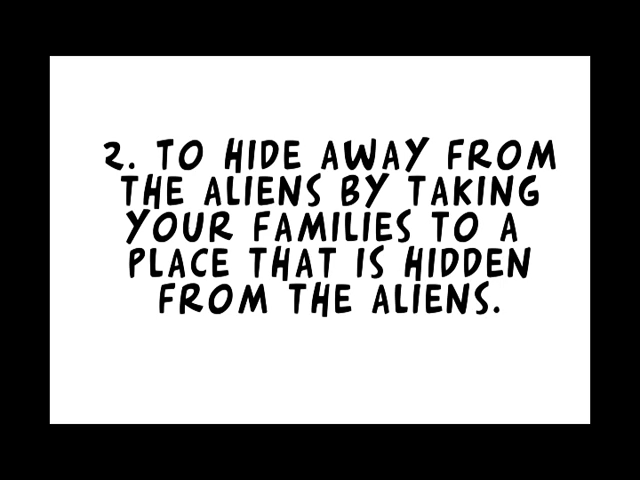 2. TO HIDE AWAY FROM
THE ALIENS BY TAKING
YOUR FAMILIES TO A
PLACE THAT IS HIDDEN
FROM THE ALIENS.